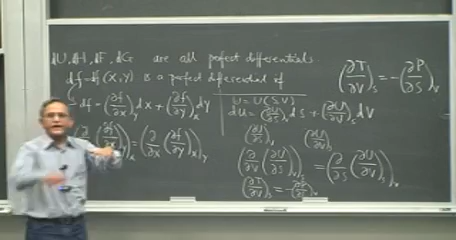 dU, dH, dF, dG are all perfect differentials.
df = df(X,Y) is a perfect differential if
df = (∂f/∂x)_y dX + (∂f/∂y)_x dY
(∂f/∂x)_y)_x = (∂/∂x (∂f/∂y)_x)_y
U = U(S,V)
dU = (∂U/∂S)_V dS + (∂U/∂V)_S dV
(∂U/∂S)_V (∂U/∂V)_S
(∂/∂V (∂U/∂S)_V)_S = (∂/∂S (∂U/∂V)_S)_V
(∂T/∂V)_S = -(∂P/∂S)_V
(∂T/∂V)_S = -(∂P/∂S)_V